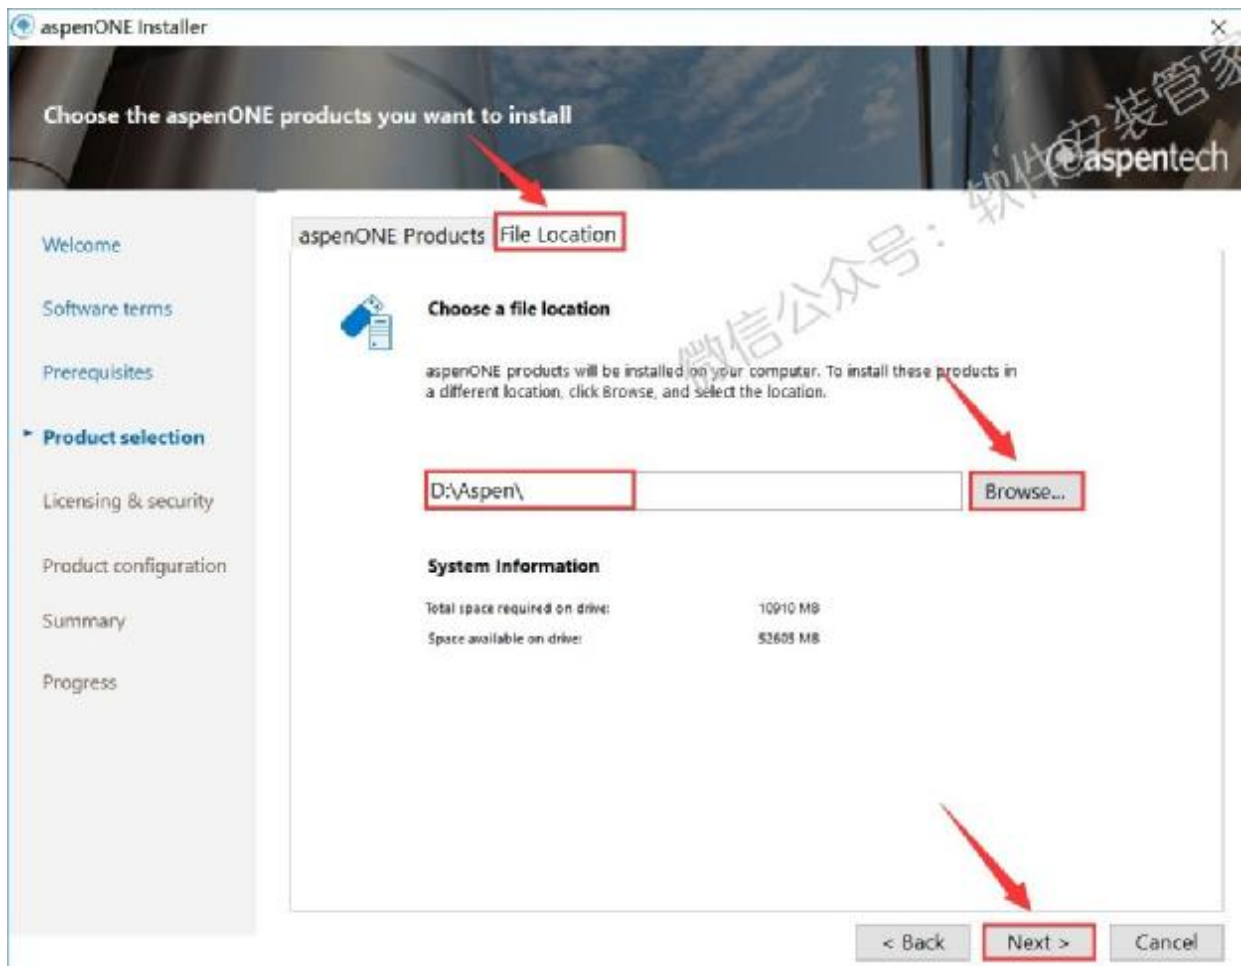 aspenONE Installer
Choose the aspenONE products you want to install
aspentech
微信公众号：软件安装管家
Welcome
Software terms
Prerequisites
Product selection
Licensing & security
Product configuration
Summary
Progress
aspenONE Products File Location
Choose a file location
aspenONE products will be installed on your computer. To install these products in
a different location, click Browse, and select the location.
D:\Aspen\
Browse...
System Information
Total space required on drive: 10910 MB
Space available on drive: 52605 MB
< Back Next > Cancel